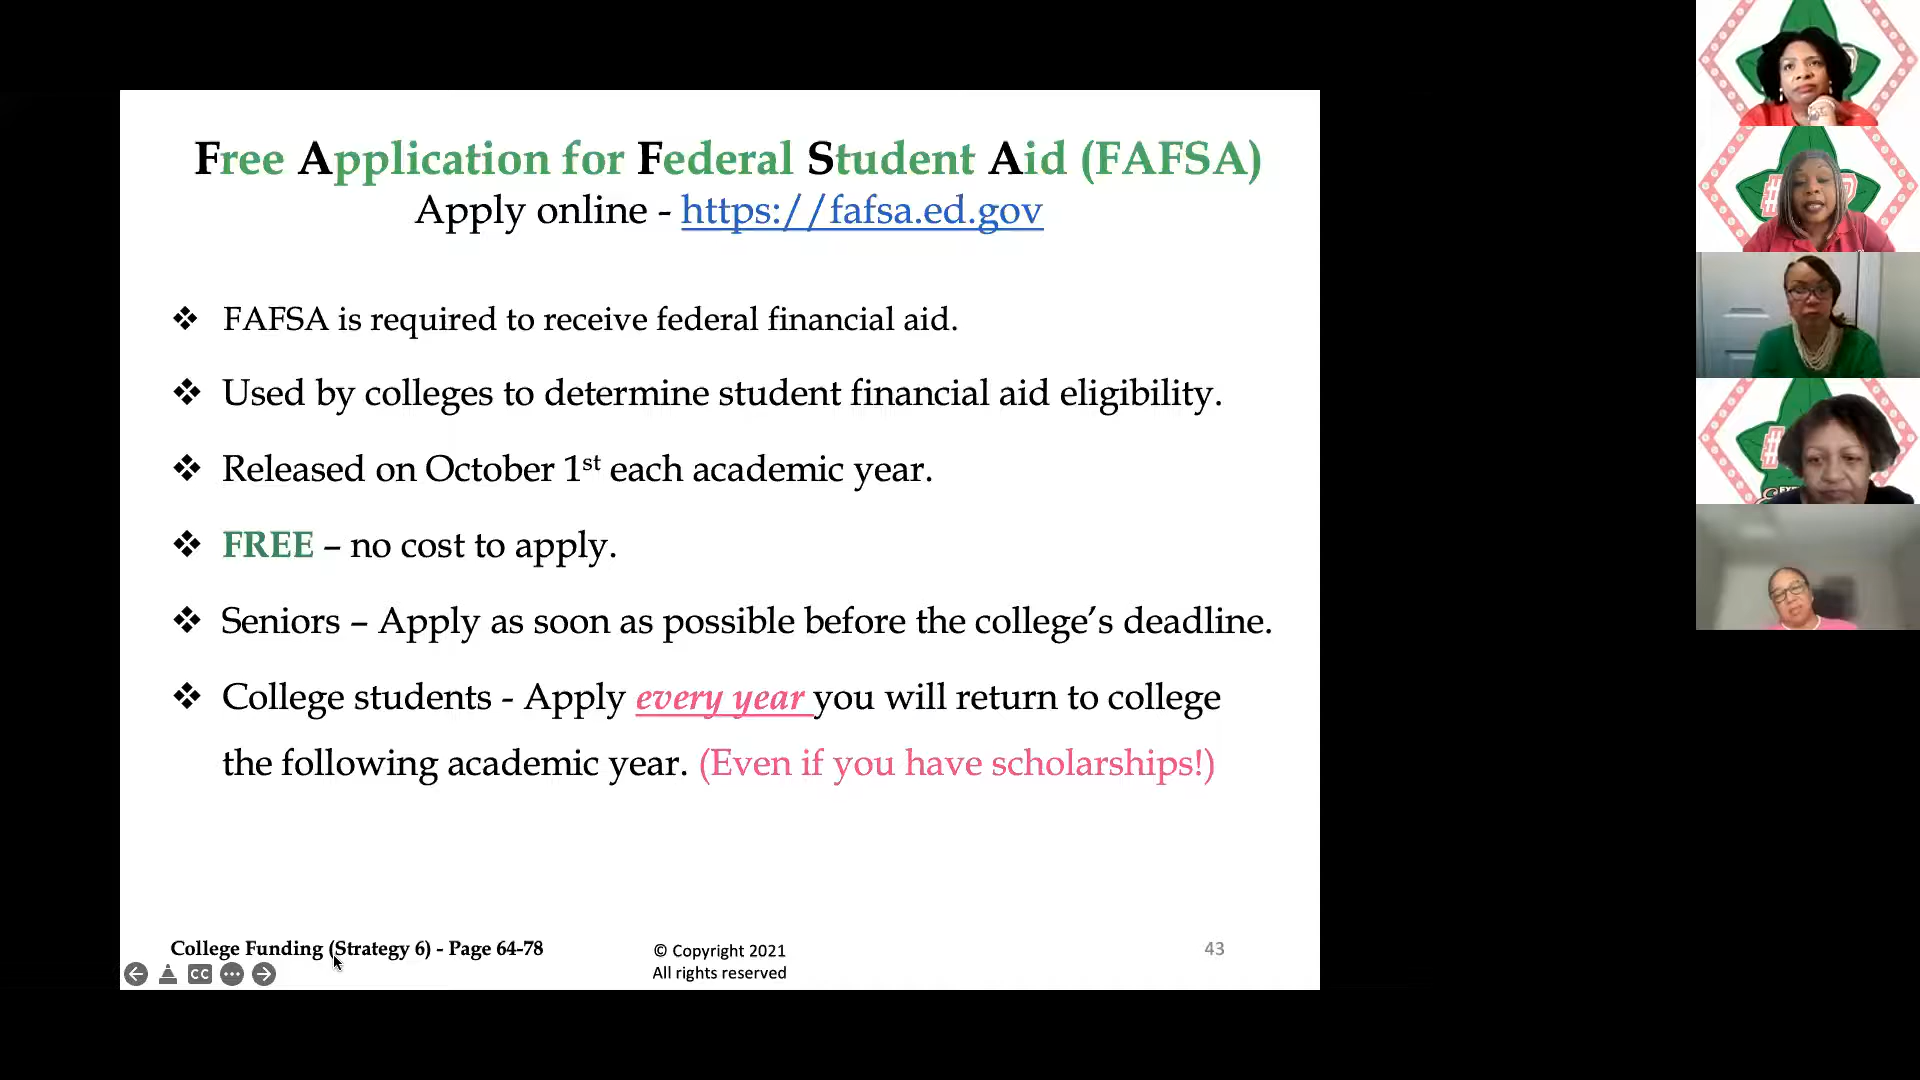 Free Application for Federal Student Aid (FAFSA)
Apply online - https://fafsa.ed.gov
❖ FAFSA is required to receive federal financial aid.
❖ Used by colleges to determine student financial aid eligibility.
❖ Released on October 1st each academic year.
❖ FREE – no cost to apply.
❖ Seniors – Apply as soon as possible before the college’s deadline.
❖ College students - Apply every year you will return to college
the following academic year. (Even if you have scholarships!)
College Funding (Strategy 6) - Page 64-78
© Copyright 2021
All rights reserved
43
CC